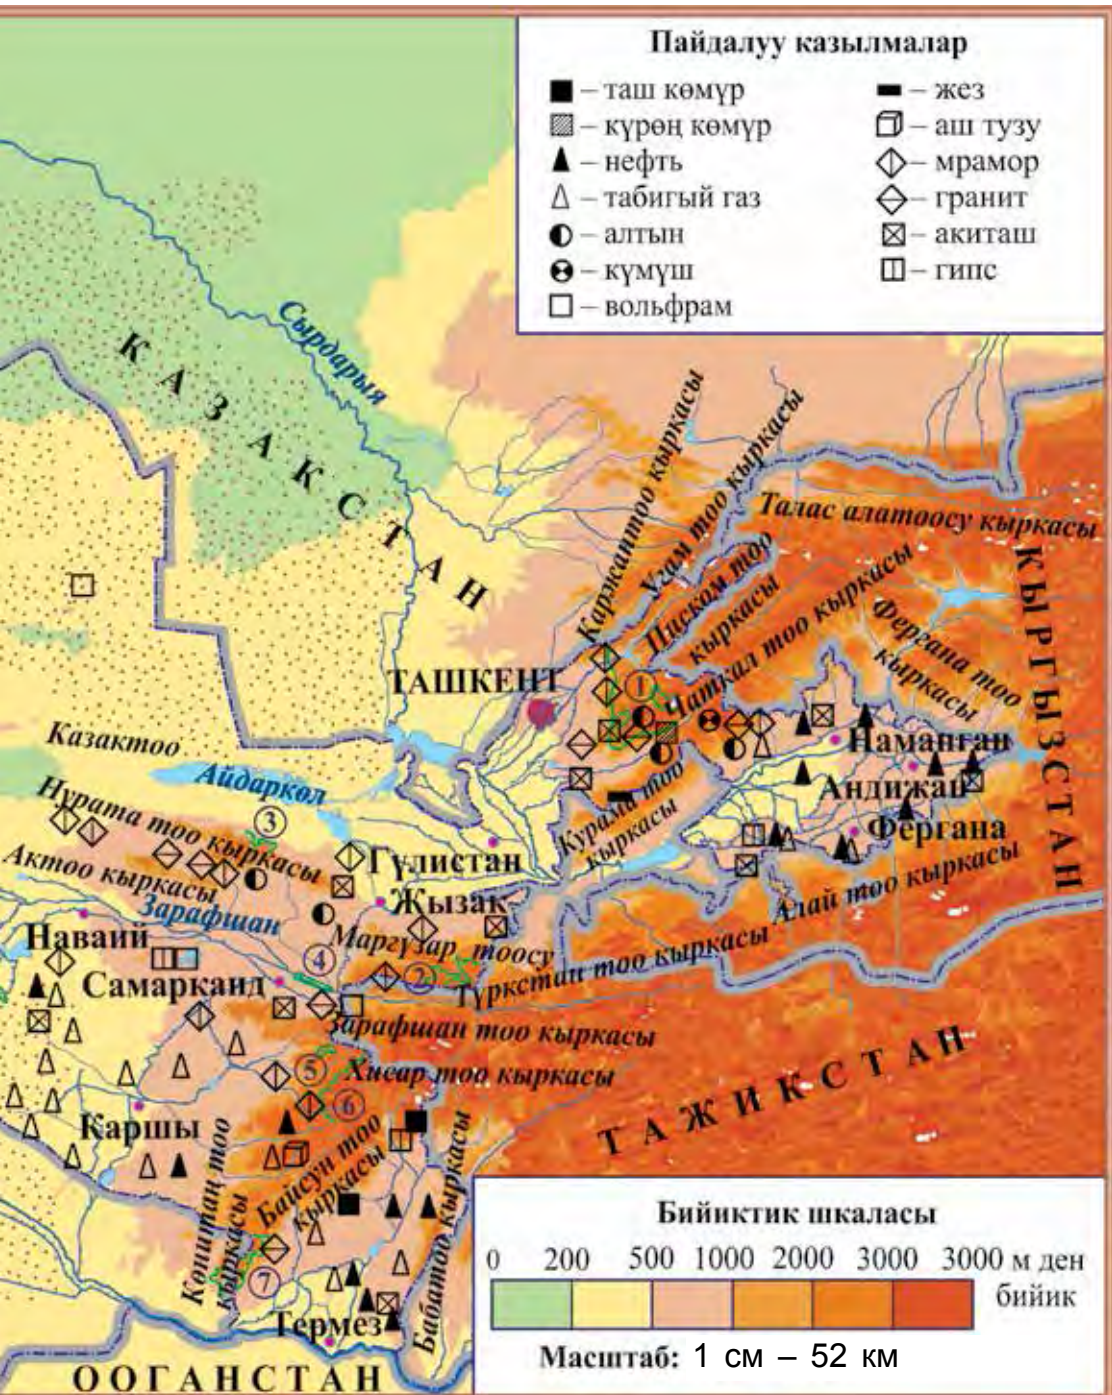 Пайдалуу казылмалар
– таш көмүр
– күрөң көмүр
– нефть
– табигый газ
– алтын
– күмүш
– вольфрам
– жез
– аш тузу
– мрамор
– гранит
– акиташ
– гипс
Сырдарыя
КАЗАКСТАН
Каржантоо кыркасы
Угам тоо кыркасы
Писком тоо
кыркасы
Талас алатоосу кыркасы
Чаткал тоо кыркасы
Фергана тоо
кыркасы
КЫРГЫЗСТАН
ТАШКЕНТ
1
Наманган
Андижан
Фергана
Курама тоо
кыркасы
Алай тоо кыркасы
Казактоо
Айдаркөл
3
Нурата тоо кыркасы
Актоо кыркасы
Гүлистан
Жызак
Зарафшан
Наваий
Маргузар тоосу
4
2
Самарканд
Түркстан тоо кыркасы
Зарафшан тоо кыркасы
5
Хисар тоо кыркасы
6
ТАЖИКСТАН
Каршы
Байсун тоо
кыркасы
Көпитаң тоо
кыркасы
Бабатоо кыркасы
7
Термез
ООГАНСТАН
Бийиктик шкаласы
0 200 500 1000 2000 3000 3000 м ден
бийик
Масштаб: 1 см – 52 км